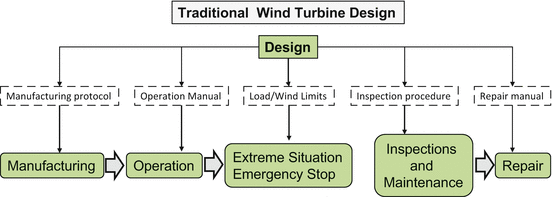 Traditional Wind Turbine Design
Design
Manufacturing protocol
Operation Manual
Load/Wind Limits
Inspection procedure
Repair manual
Manufacturing
Operation
Extreme Situation
Emergency Stop
Inspections
and
Maintenance
Repair